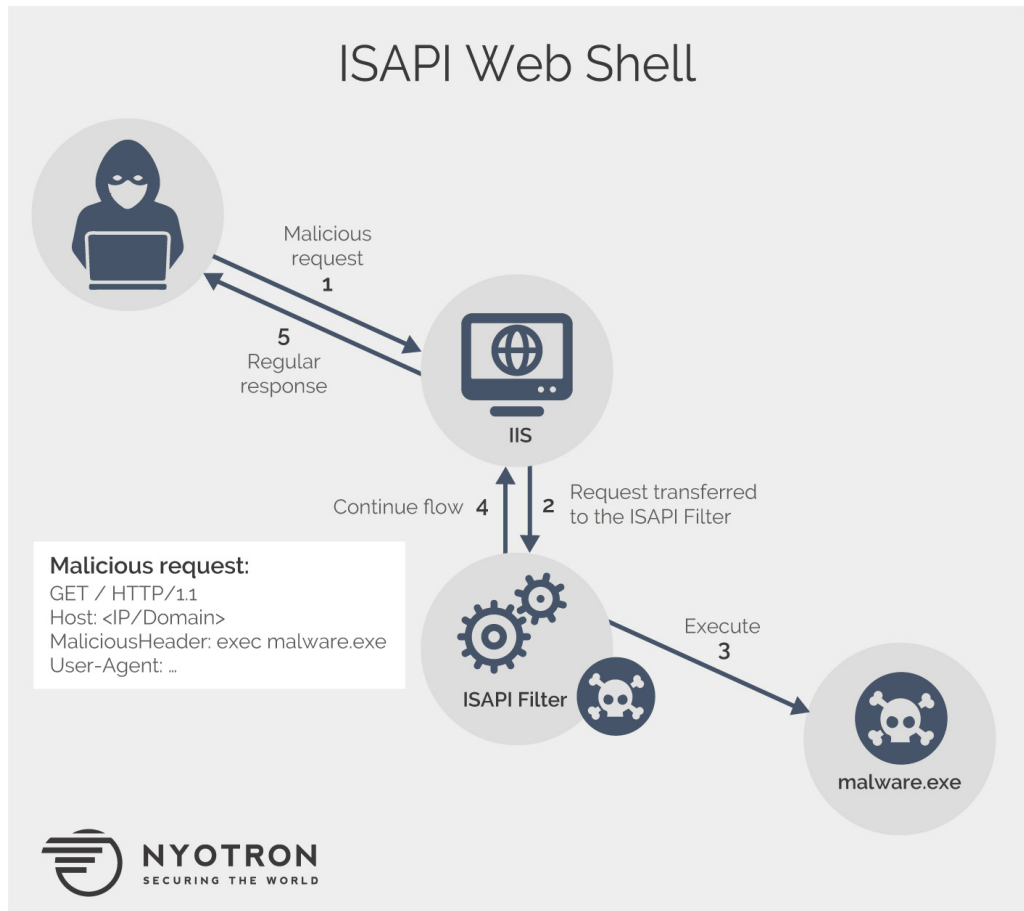 ISAPI Web Shell
Malicious
request
1
5
Regular
response
IIS
Continue flow 4
2 Request transferred
to the ISAPI Filter
Malicious request:
GET / HTTP/1.1
Host: <IP/Domain>
MaliciousHeader: exec malware.exe
User-Agent: ...
Execute
3
ISAPI Filter
malware.exe
NYOTRON
SECURING THE WORLD